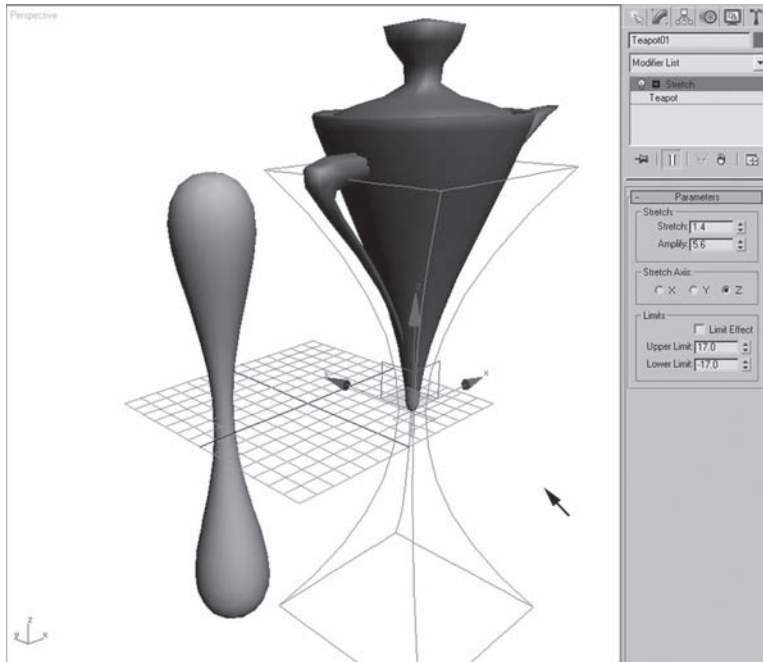 Perspective
Teapot01
Modifier List
Stretch
Teapot
Parameters
Stretch:
Stretch: 1.4
Amplify: 5.6
Stretch Axis:
X Y Z
Limits
Limit Effect
Upper Limit: 17.0
Lower Limit: -17.0
z
x
z
y x